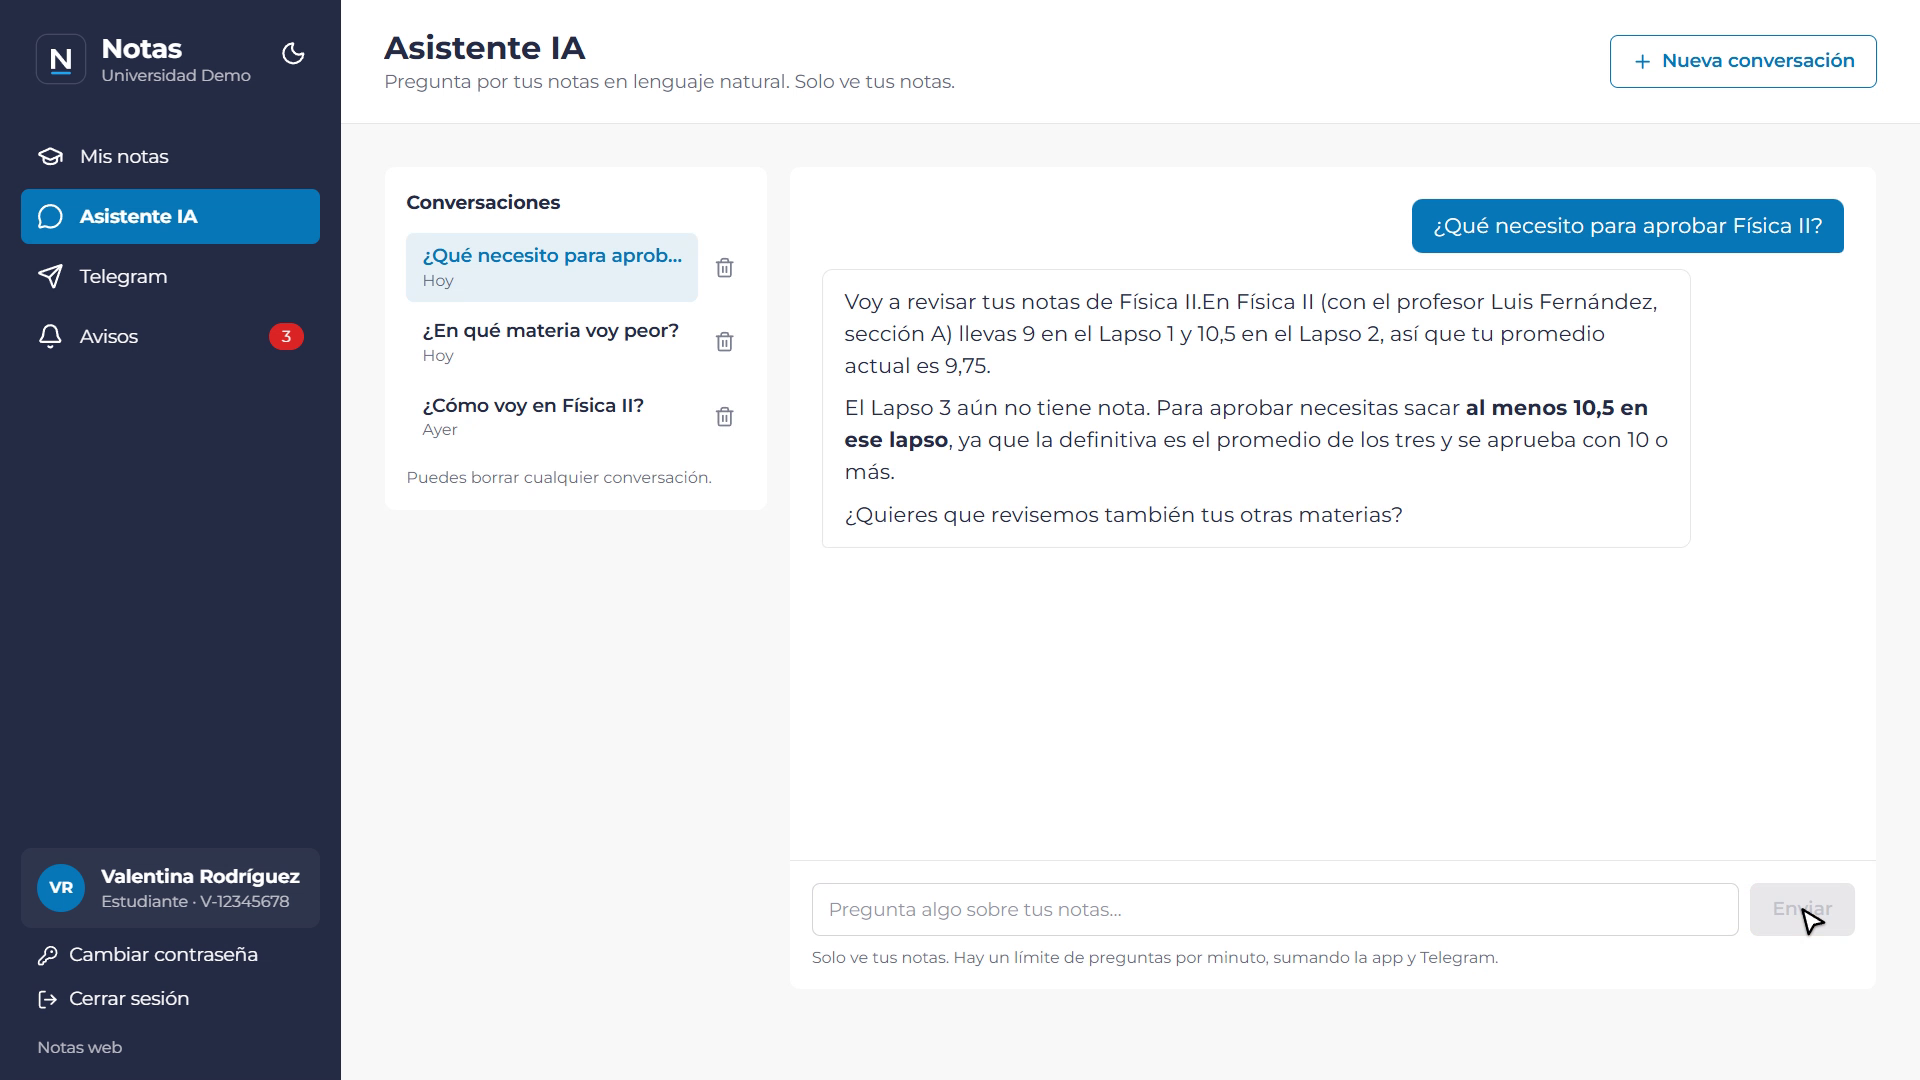 N
Notas
Universidad Demo
Mis notas
Asistente IA
Telegram
Avisos
3
VR
Valentina Rodríguez
Estudiante · V-12345678
Cambiar contraseña
Cerrar sesión
Notas web
Asistente IA
Pregunta por tus notas en lenguaje natural. Solo ve tus notas.
+ Nueva conversación
Conversaciones
¿Qué necesito para aprob...
Hoy
¿En qué materia voy peor?
Hoy
¿Cómo voy en Física II?
Ayer
Puedes borrar cualquier conversación.
¿Qué necesito para aprobar Física II?
Voy a revisar tus notas de Física II.En Física II (con el profesor Luis Fernández,
sección A) llevas 9 en el Lapso 1 y 10,5 en el Lapso 2, así que tu promedio
actual es 9,75.
El Lapso 3 aún no tiene nota. Para aprobar necesitas sacar al menos 10,5 en
ese lapso, ya que la definitiva es el promedio de los tres y se aprueba con 10 o
más.
¿Quieres que revisemos también tus otras materias?
Pregunta algo sobre tus notas...
Enviar
Solo ve tus notas. Hay un límite de preguntas por minuto, sumando la app y Telegram.